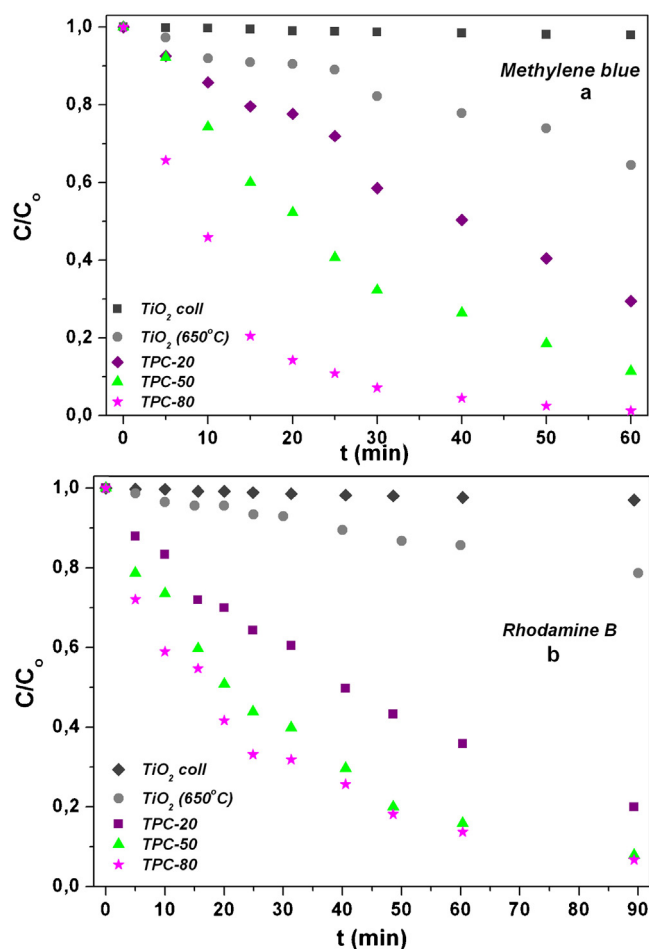 1,0
0,8
0,6
0,4
0,2
0,0
C/C₀
Methylene blue
a
TiO₂ coll
TiO₂ (650°C)
TPC-20
TPC-50
TPC-80
0 10 20 30 40 50 60
t (min)
1,0
0,8
0,6
0,4
0,2
0,0
C/C₀
Rhodamine B
b
TiO₂ coll
TiO₂ (650°C)
TPC-20
TPC-50
TPC-80
0 10 20 30 40 50 60 70 80 90
t (min)